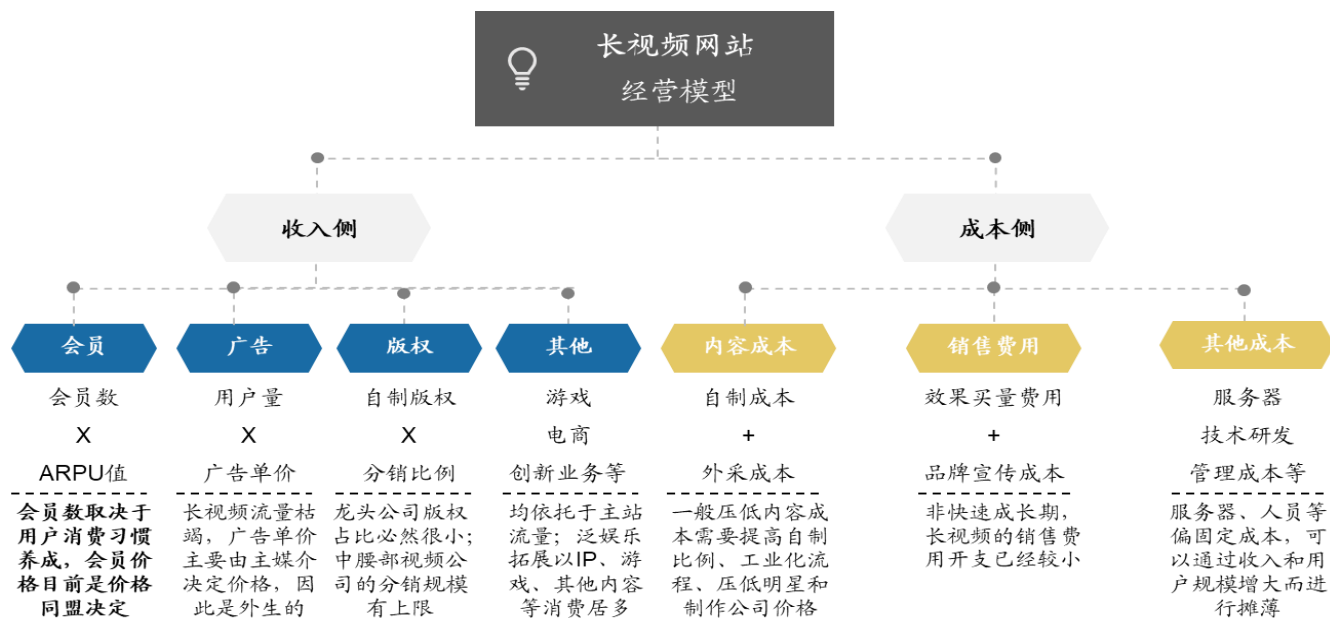 长视频网站
经营模型
收入侧
成本侧
会员
广告
版权
其他
内容成本
销售费用
其他成本
会员数
X
ARPU值
会员数取决于
用户消费习惯
养成，会员价
格目前是价格
同盟决定
用户量
X
广告单价
长视频流量枯
竭，广告单价
主要由主媒介
决定价格，因
此是外生的
自制版权
X
分销比例
龙头公司版权
占比必然很小；
中腰部视频公
司的分销规模
有上限
游戏
电商
创新业务等
均依托于主站
流量；泛娱乐
拓展以IP、游
戏、其他内容
等消费居多
自制成本
+
外采成本
一般压低内容成
本需要提高自制
比例、工业化流
程、压低明星和
制作公司价格
效果买量费用
+
品牌宣传成本
非快速成长期，
长视频的销售费
用开支已经较小
服务器
技术研发
管理成本等
服务器、人员等
偏固定成本，可
以通过收入和用
户规模增大而进
行摊薄